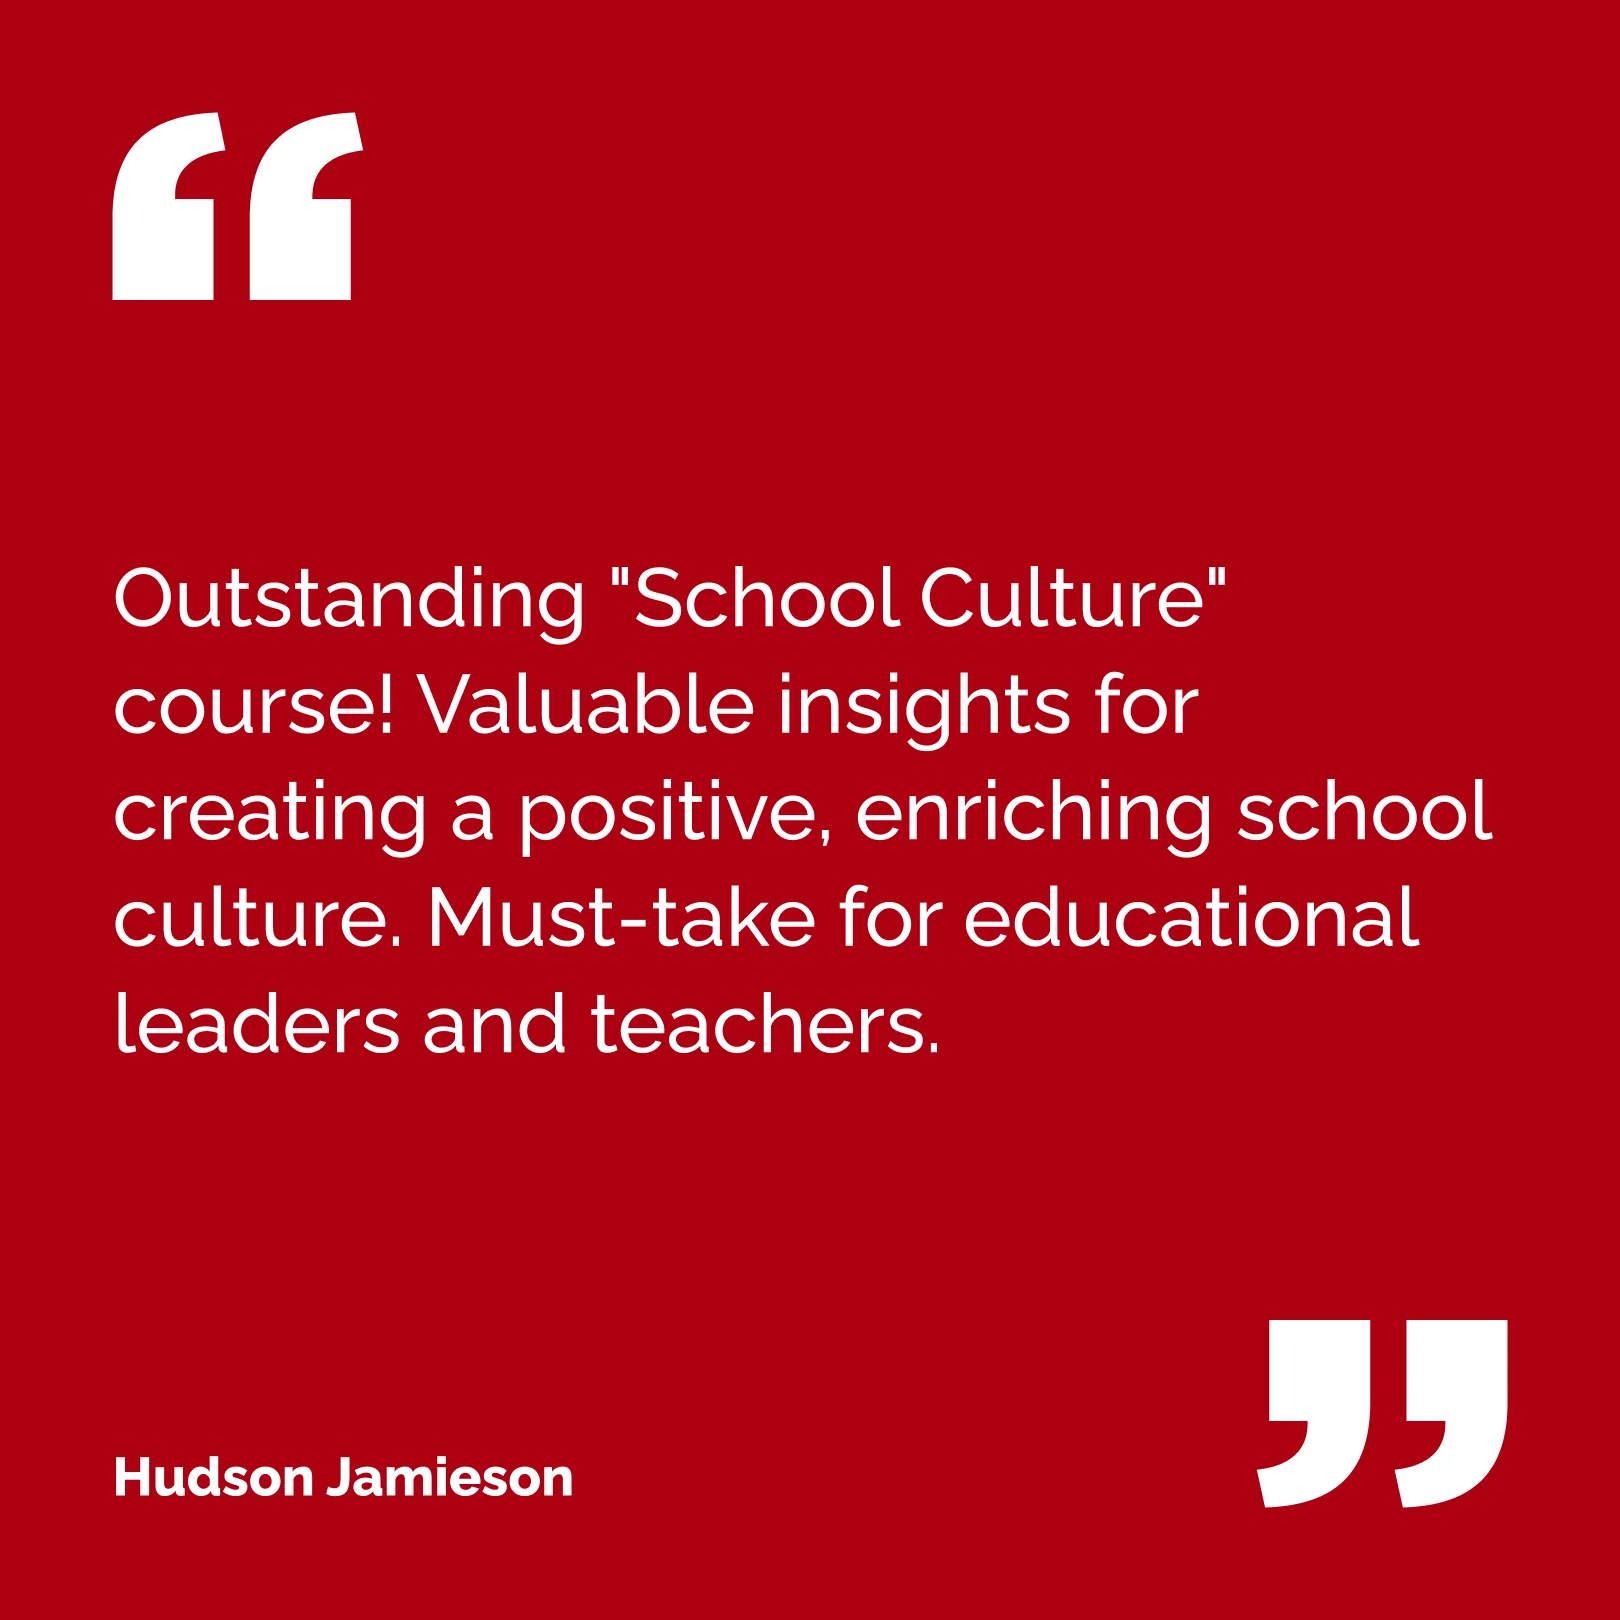 “
Outstanding "School Culture"
course! Valuable insights for
creating a positive, enriching school
culture. Must-take for educational
leaders and teachers.
”
Hudson Jamieson